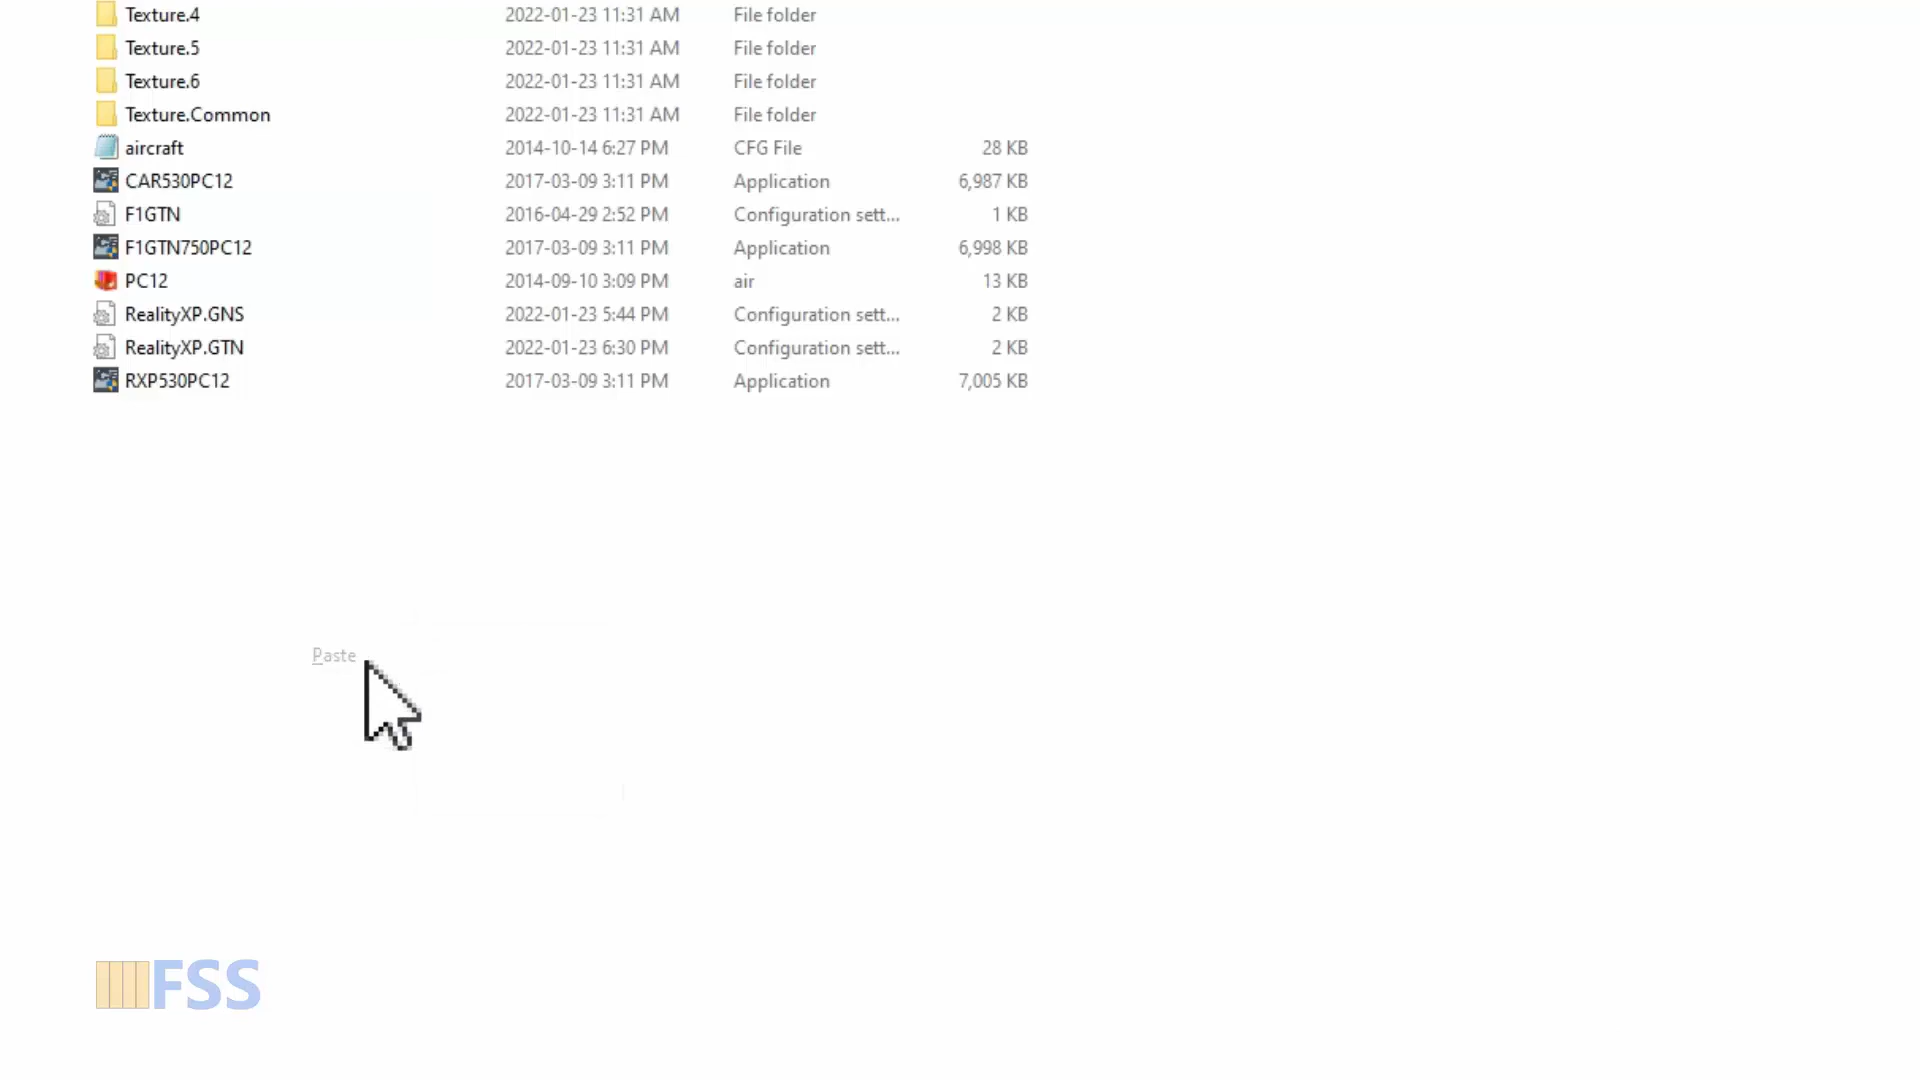 Texture.4 2022-01-23 11:31 AM File folder
Texture.5 2022-01-23 11:31 AM File folder
Texture.6 2022-01-23 11:31 AM File folder
Texture.Common 2022-01-23 11:31 AM File folder
aircraft 2014-10-14 6:27 PM CFG File 28 KB
CAR530PC12 2017-03-09 3:11 PM Application 6,987 KB
F1GTN 2016-04-29 2:52 PM Configuration sett... 1 KB
F1GTN750PC12 2017-03-09 3:11 PM Application 6,998 KB
PC12 2014-09-10 3:09 PM air 13 KB
RealityXP.GNS 2022-01-23 5:44 PM Configuration sett... 2 KB
RealityXP.GTN 2022-01-23 6:30 PM Configuration sett... 2 KB
RXP530PC12 2017-03-09 3:11 PM Application 7,005 KB
Paste
FSS